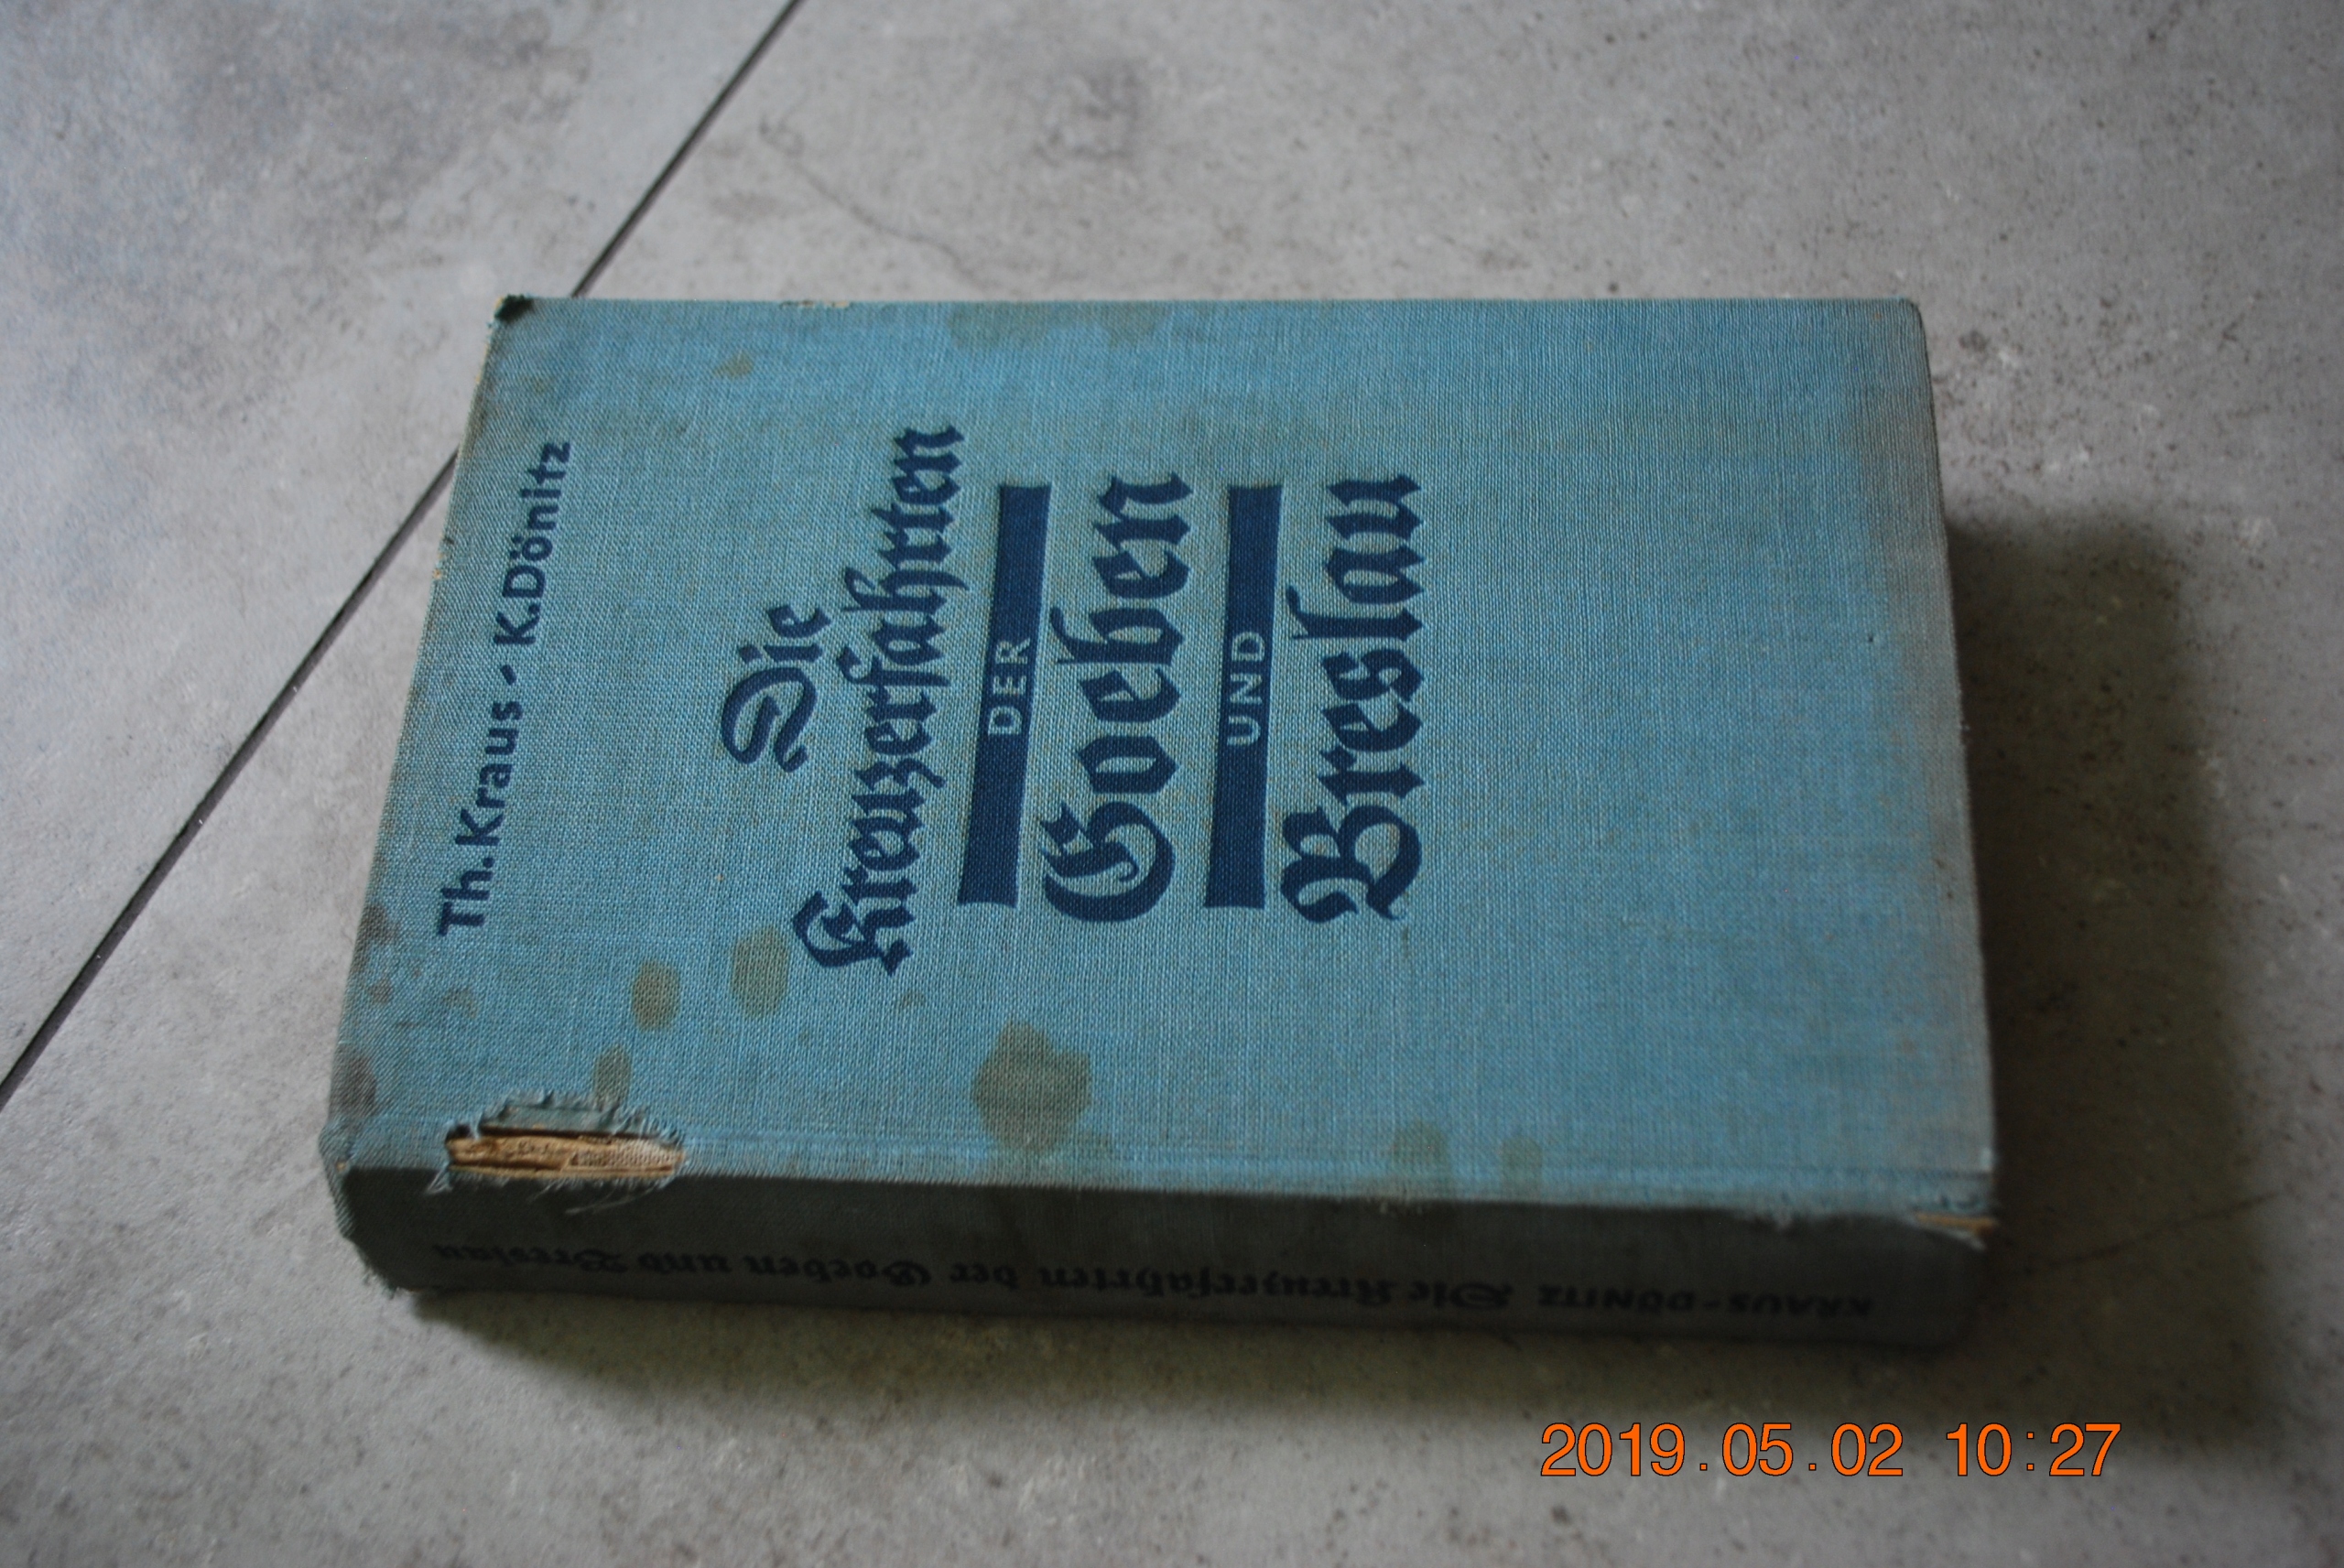 Th. Kraus - K. Dönitz
Die
Kreuzerfahrten
DER
Goeben
UND
Breslau
KRAUS-DÖNITZ Die Kreuzerfahrten der Goeben und Breslau
2019.05.02 10:27